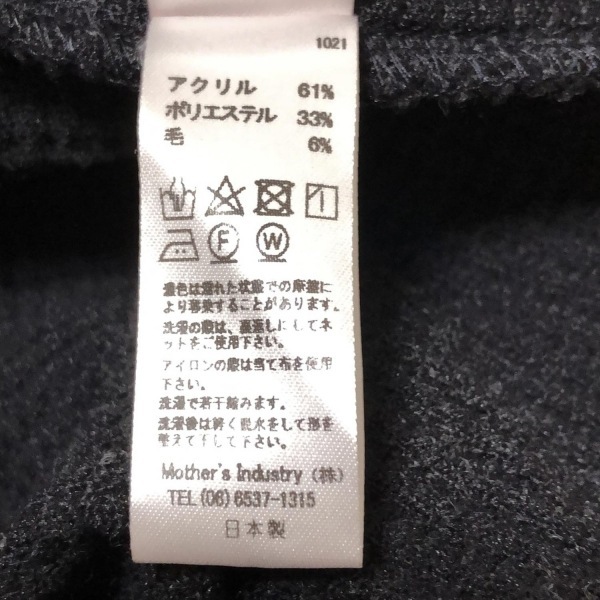 1021
アクリル 61%
ポリエステル 33%
毛 6%
F W
濃色は濡れた状態での摩擦に
より移染することがあります。
洗濯の際は、裏返しにしてネ
ットをご使用下さい。
アイロンの際は当て布を使用
下さい。
洗濯で若干縮みます。
洗濯後は軽く脱水をして形を
整えて干して下さい。
Mother's Industry (株)
TEL (06) 6537-1315
日本製